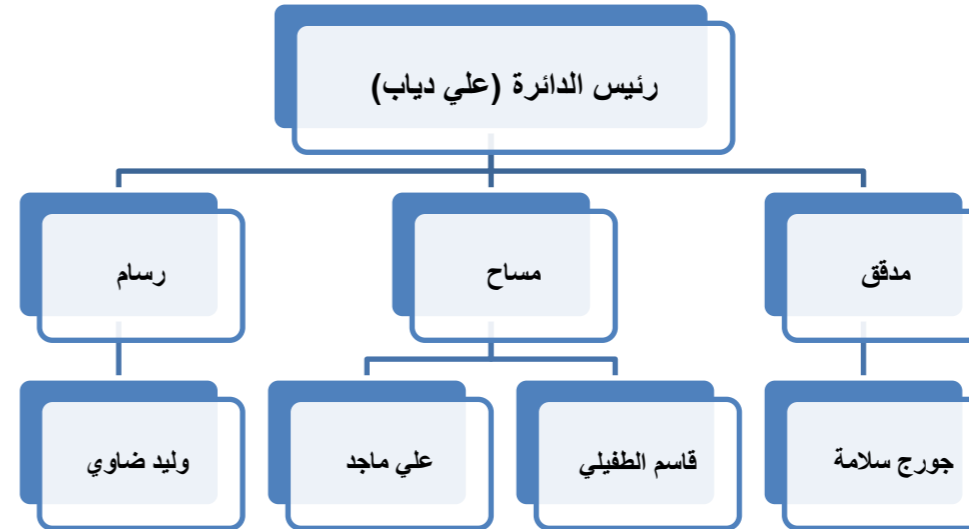 رئيس الدائرة (علي دياب)
مدقق
مساح
رسام
جورج سلامة
قاسم الطفيلي
علي ماجد
وليد ضاوي